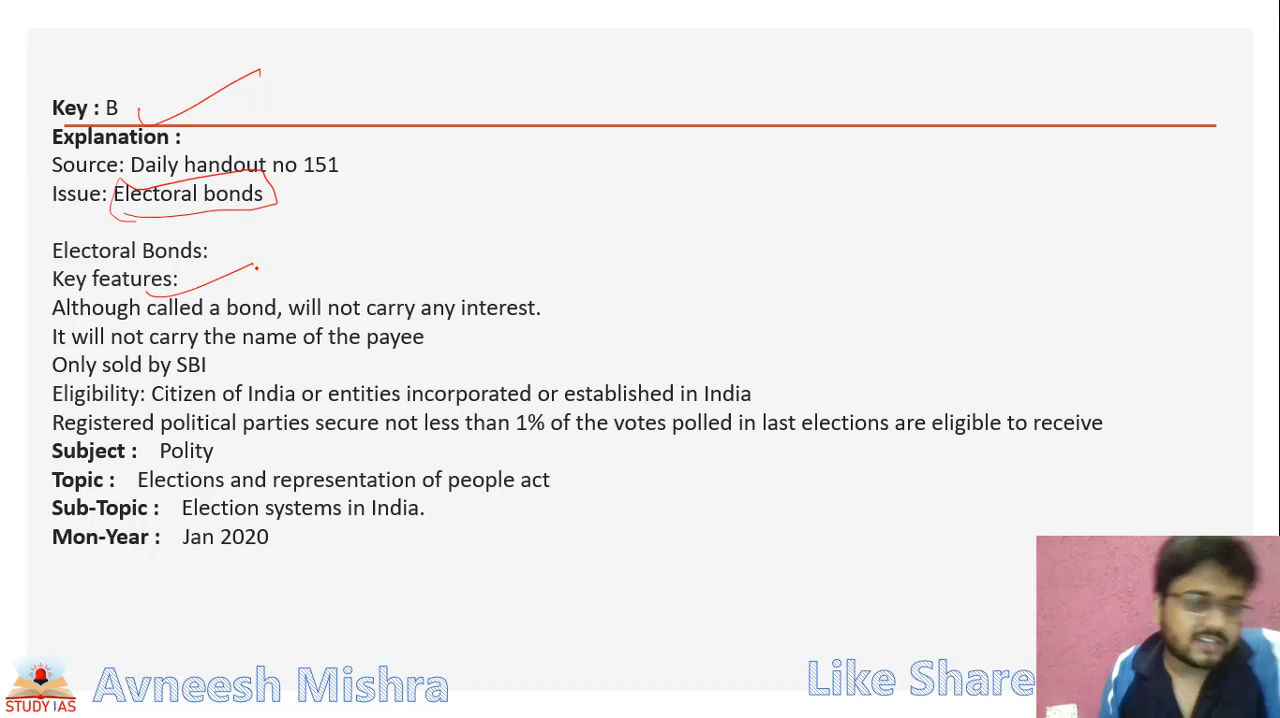 Key : B
Explanation :
Source: Daily handout no 151
Issue: Electoral bonds
Electoral Bonds:
Key features:
Although called a bond, will not carry any interest.
It will not carry the name of the payee
Only sold by SBI
Eligibility: Citizen of India or entities incorporated or established in India
Registered political parties secure not less than 1% of the votes polled in last elections are eligible to receive
Subject : Polity
Topic : Elections and representation of people act
Sub-Topic : Election systems in India.
Mon-Year : Jan 2020
STUDY IAS
Avneesh Mishra
Like Share